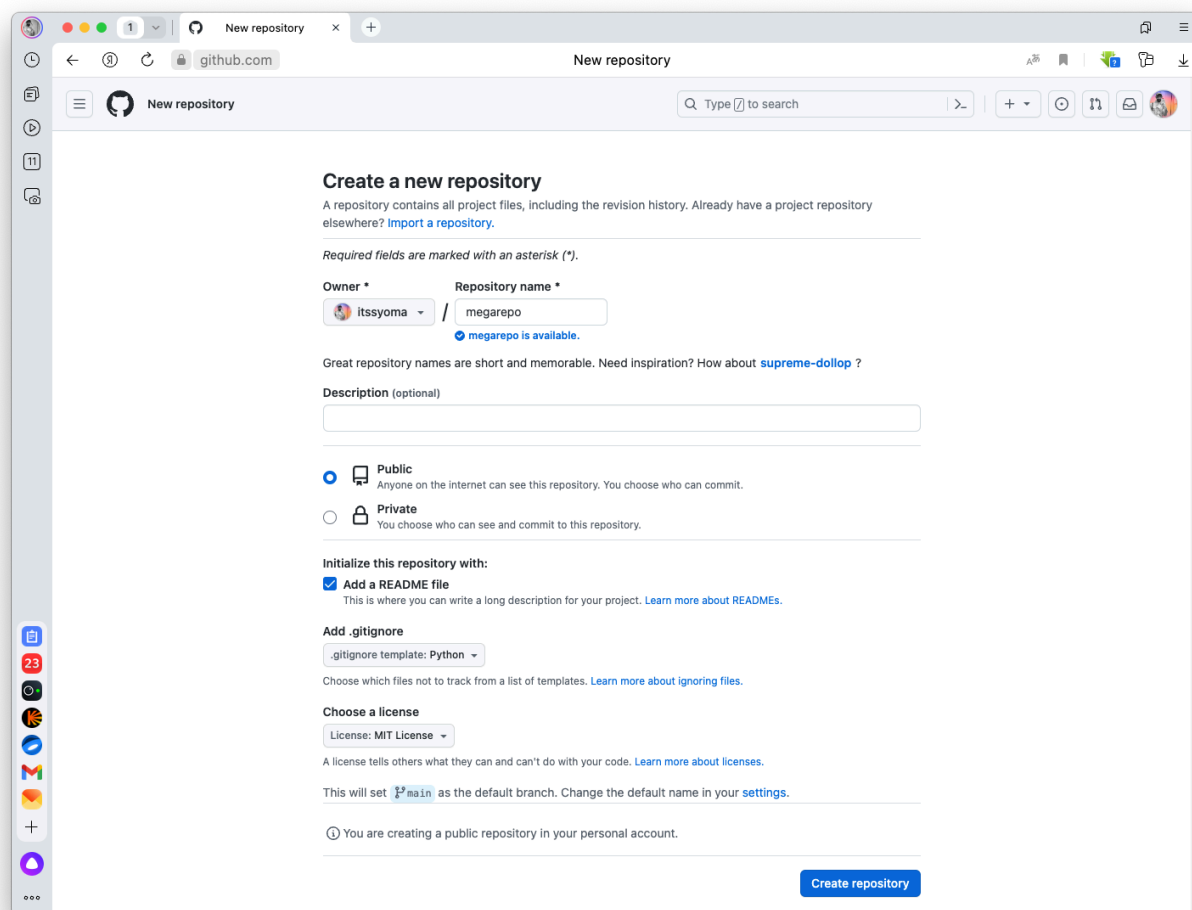 1
New repository
github.com
New repository
New repository
Type / to search
11
Create a new repository
A repository contains all project files, including the revision history. Already have a project repository
elsewhere? Import a repository.
Required fields are marked with an asterisk (*).
Owner *
Repository name *
itssyoma
/
megarepo
megarepo is available.
Great repository names are short and memorable. Need inspiration? How about supreme-dollop ?
Description (optional)
Public
Anyone on the internet can see this repository. You choose who can commit.
Private
You choose who can see and commit to this repository.
Initialize this repository with:
Add a README file
This is where you can write a long description for your project. Learn more about READMEs.
Add .gitignore
.gitignore template: Python
Choose which files not to track from a list of templates. Learn more about ignoring files.
23
Choose a license
License: MIT License
A license tells others what they can and can't do with your code. Learn more about licenses.
This will set main as the default branch. Change the default name in your settings.
You are creating a public repository in your personal account.
Create repository